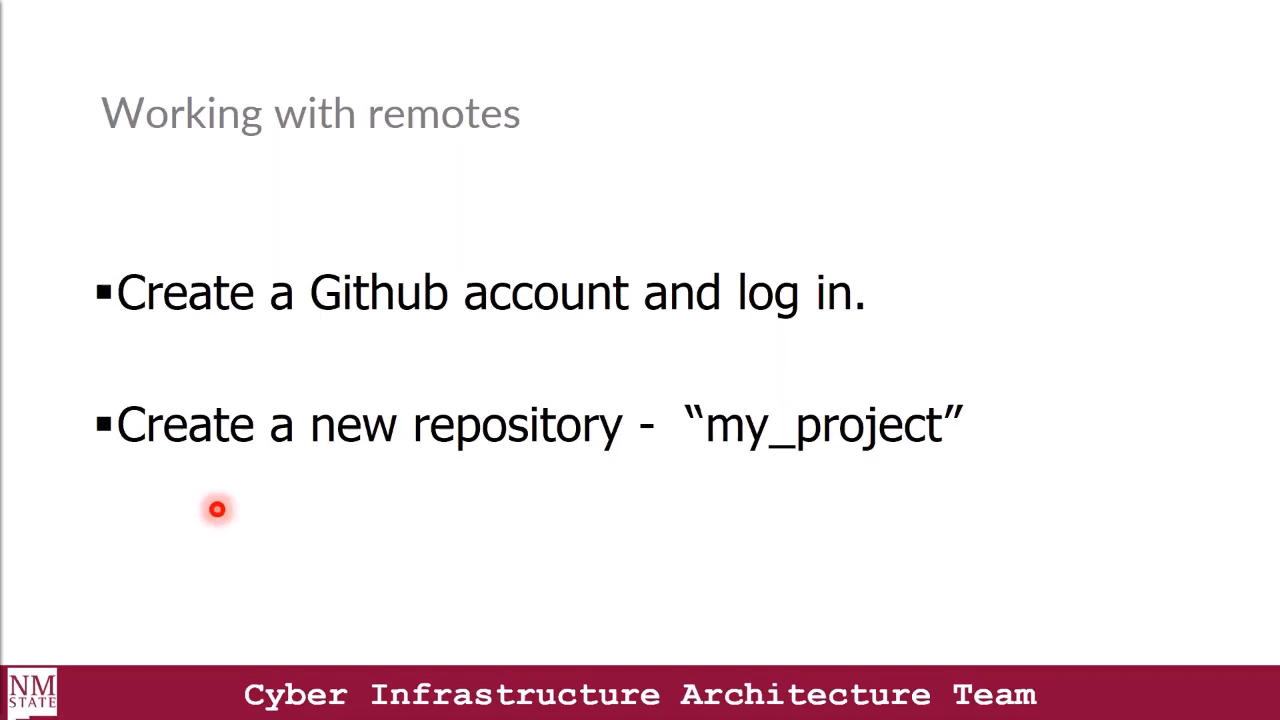 Working with remotes
▪Create a Github account and log in.
▪Create a new repository - “my_project”
NM
STATE
Cyber Infrastructure Architecture Team